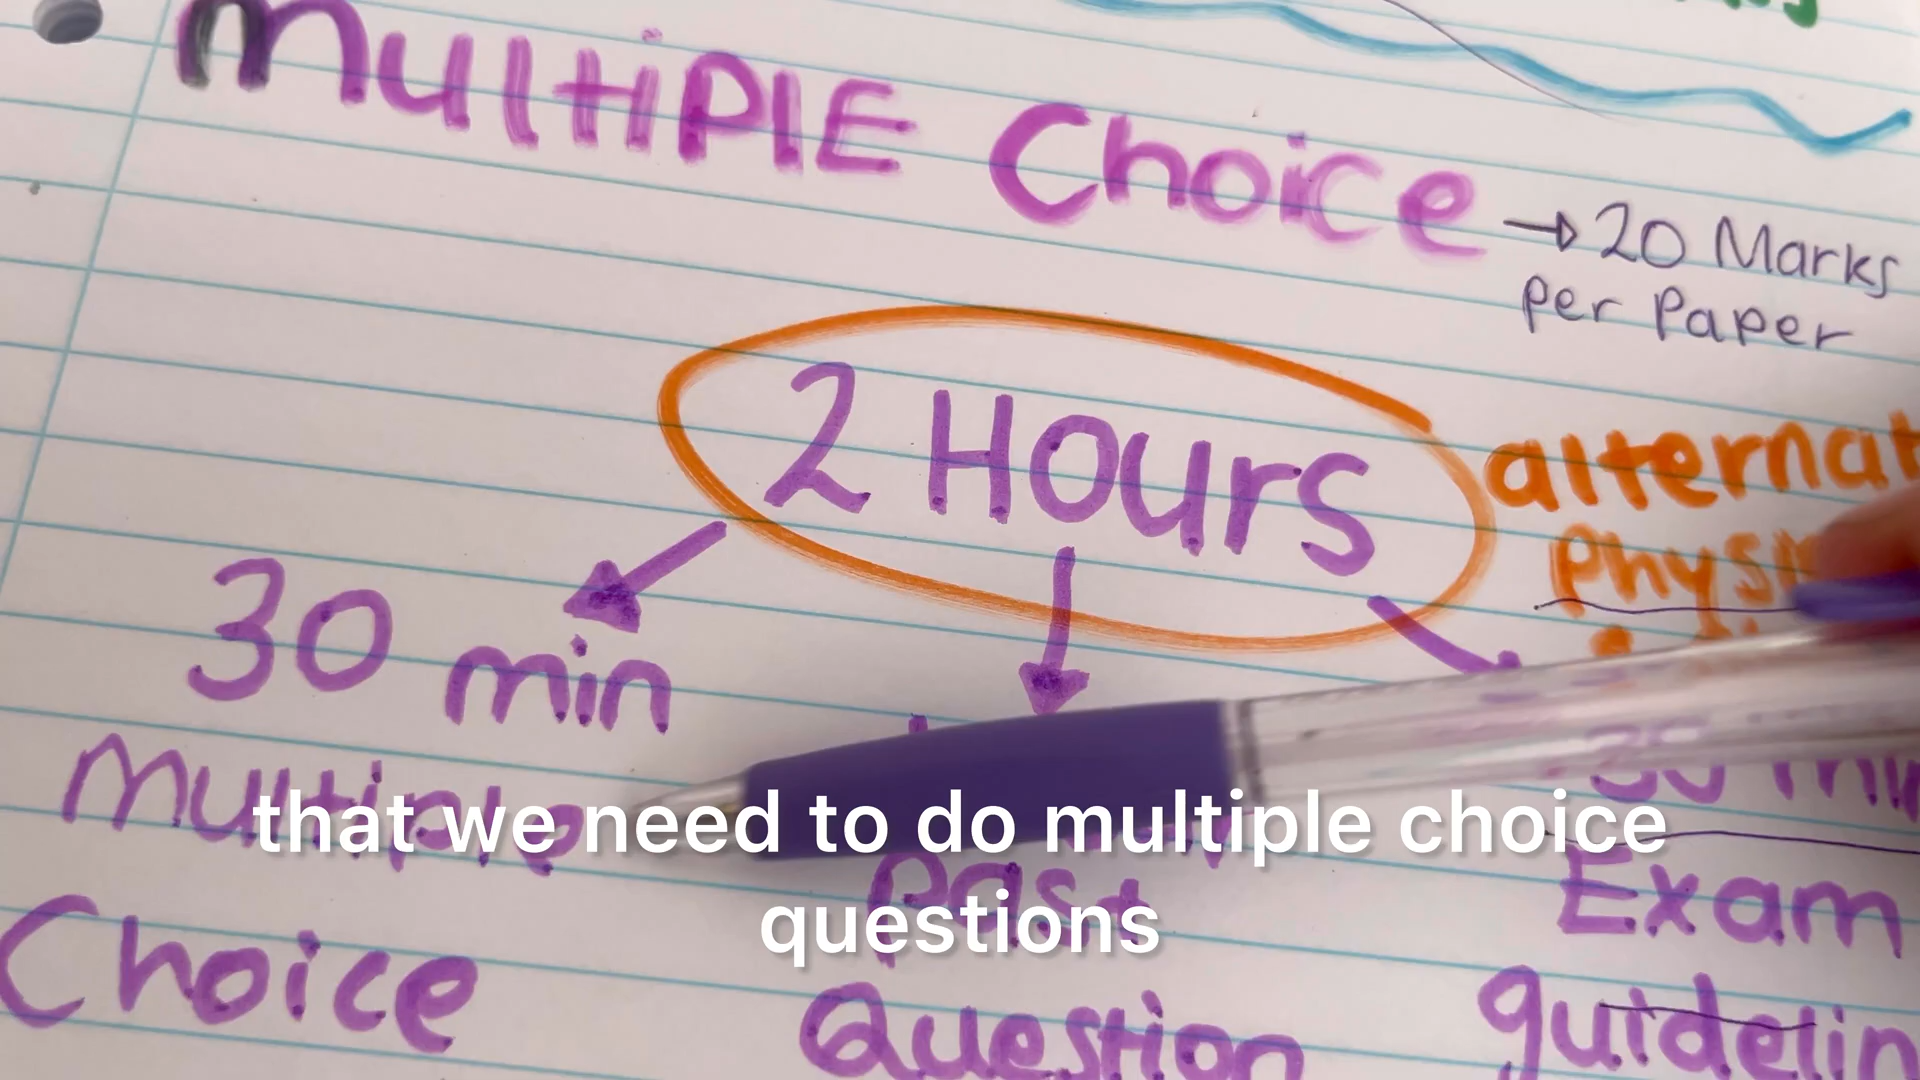 MultiPlE Choice
→ 20 Marks
per Paper
2 Hours
30 min
Multiple
Choice
Past
Question
Exam
that we need to do multiple choice
questions